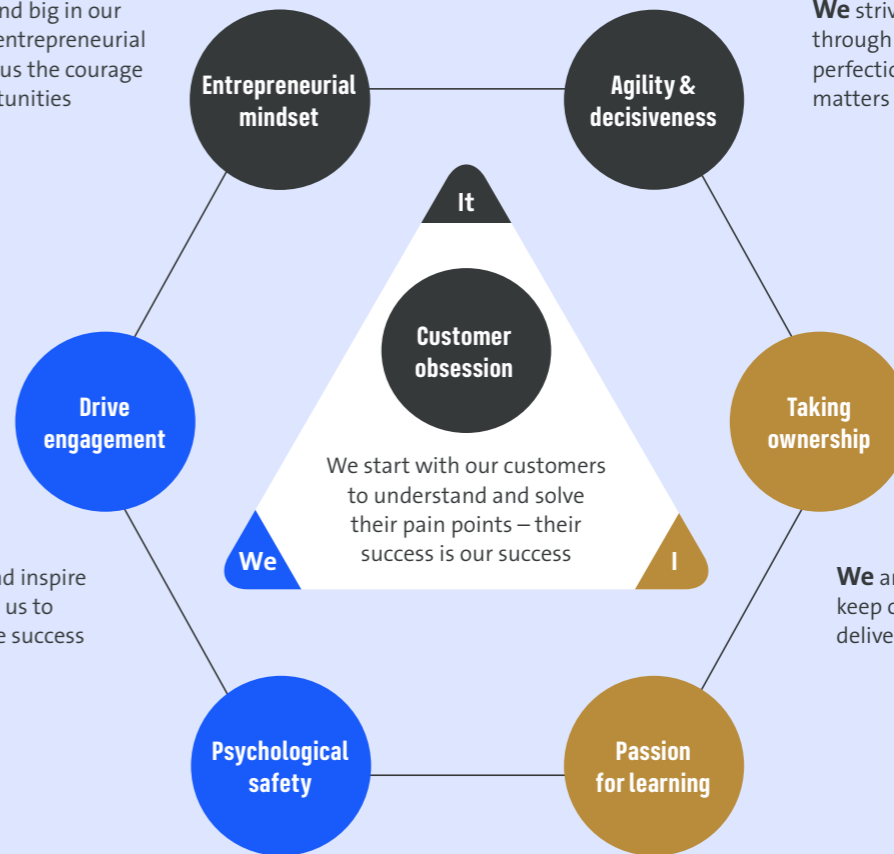 nd big in our
entrepreneurial
us the courage
tunities
Entrepreneurial
mindset
Agility &
decisiveness
We striv
through
perfectio
matters
It
Customer
obsession
We start with our customers
to understand and solve
their pain points – their
success is our success
We
I
Drive
engagement
Taking
ownership
nd inspire
us to
e success
We ar
keep c
delive
Psychological
safety
Passion
for learning